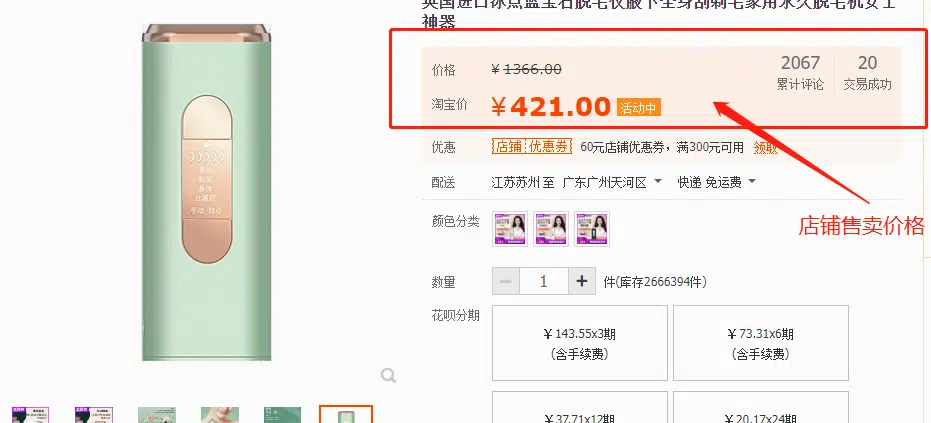 英国进口冰点蓝宝石脱毛仪腋下全身刮剃毛家用永久脱毛机女士
神器
价格 ¥ 1366.00
2067 20
累计评论 交易成功
淘宝价 ¥421.00 活动中
优惠 店铺 优惠券 60元店铺优惠券，满300元可用 领取
配送 江苏苏州 至 广东广州天河区 快递 免运费
店铺售卖价格
颜色分类
数量 1 件(库存2666394件)
花呗分期
¥ 143.55x3期 ¥ 73.31x6期
(含手续费) (含手续费)
¥ 37.71x12期 ¥ 20.17x24期
身体
比基尼
手动 自动